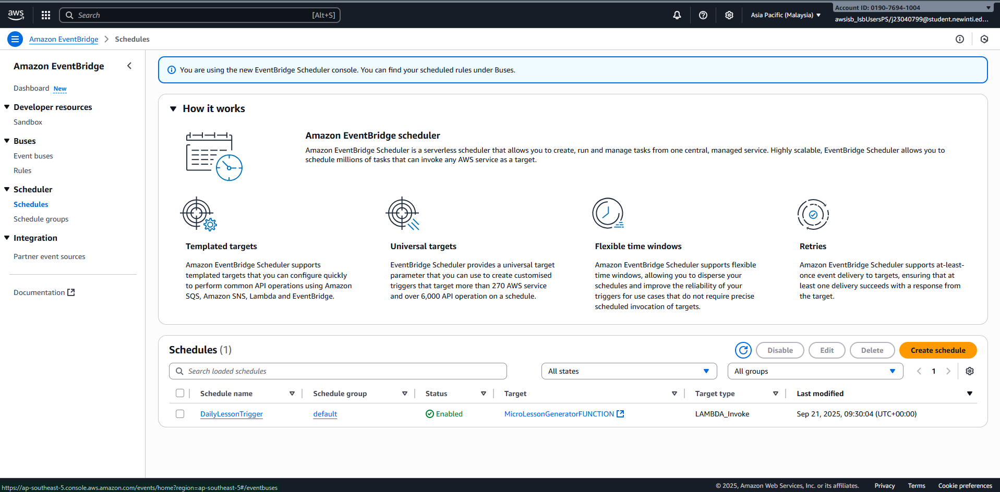 aws
Search
[Alt+S]
Asia Pacific (Malaysia)
Account ID: 0190-7694-1004
awsisb_IsbUsersPS/j23040799@student.newinti.ed...
Amazon EventBridge
Schedules
Amazon EventBridge
Dashboard New
Developer resources
Sandbox
Buses
Event buses
Rules
Scheduler
Schedules
Schedule groups
Integration
Partner event sources
Documentation
You are using the new EventBridge Scheduler console. You can find your scheduled rules under Buses.
How it works
Amazon EventBridge scheduler
Amazon EventBridge Scheduler is a serverless scheduler that allows you to create, run and manage tasks from one central, managed service. Highly scalable, EventBridge Scheduler allows you to
schedule millions of tasks that can invoke any AWS service as a target.
Templated targets
Amazon EventBridge Scheduler supports
templated targets that you can configure quickly
to perform common API operations using Amazon
SQS, Amazon SNS, Lambda and EventBridge.
Universal targets
EventBridge Scheduler provides a universal target
parameter that you can use to create customised
triggers that target more than 270 AWS service
and over 6,000 API operation on a schedule.
Flexible time windows
Amazon EventBridge Scheduler supports flexible
time windows, allowing you to disperse your
schedules and improve the reliability of your
triggers for use cases that do not require precise
scheduled invocation of targets.
Retries
Amazon EventBridge Scheduler supports at-least-
once event delivery to targets, ensuring that at
least one delivery succeeds with a response from
the target.
Schedules (1)
Disable
Edit
Delete
Create schedule
Search loaded schedules
All states
All groups
1
Schedule name
Schedule group
Status
Target
Target type
Last modified
DailyLessonTrigger
default
Enabled
MicroLessonGeneratorFUNCTION
LAMBDA_Invoke
Sep 21, 2025, 09:30:04 (UTC+00:00)
https://ap-southeast-5.console.aws.amazon.com/events/home?region=ap-southeast-5#/eventbuses
© 2025, Amazon Web Services, Inc. or its affiliates.
Privacy
Terms
Cookie preferences